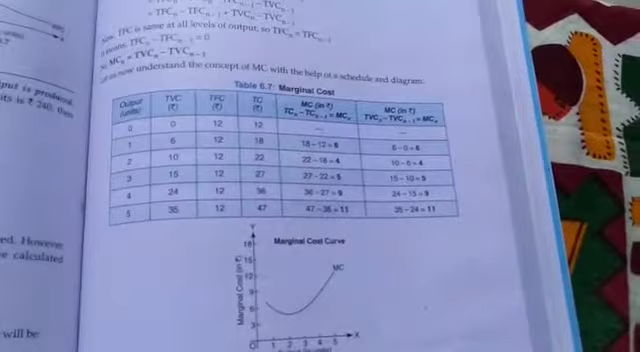 = TFCn – TFCn–1 + TVCn – TVCn–1
Now, TFC is same at all levels of output, so TFCn = TFCn–1
means, TFCn – TFCn–1 = 0
So MCn = TVCn – TVCn–1
us now understand the concept of MC with the help of a schedule and diagram:
Table 6.7: Marginal Cost
Output (units) TVC (₹) TFC (₹) TC (₹) MC (in ₹) TCn – TCn–1 = MCn MC (in ₹) TVCn – TVCn–1 = MCn
0 0 12 12 — —
1 6 12 18 18 – 12 = 6 6 – 0 = 6
2 10 12 22 22 – 18 = 4 10 – 6 = 4
3 15 12 27 27 – 22 = 5 15 – 10 = 5
4 24 12 36 36 – 27 = 9 24 – 15 = 9
5 35 12 47 47 – 36 = 11 35 – 24 = 11
Y
Marginal Cost Curve
18
15
12
9
6
3
Marginal Cost (in ₹)
MC
O 1 2 3 4 5 X
put is produced.
its is ₹ 240, then
ed. However
e calculated
will be